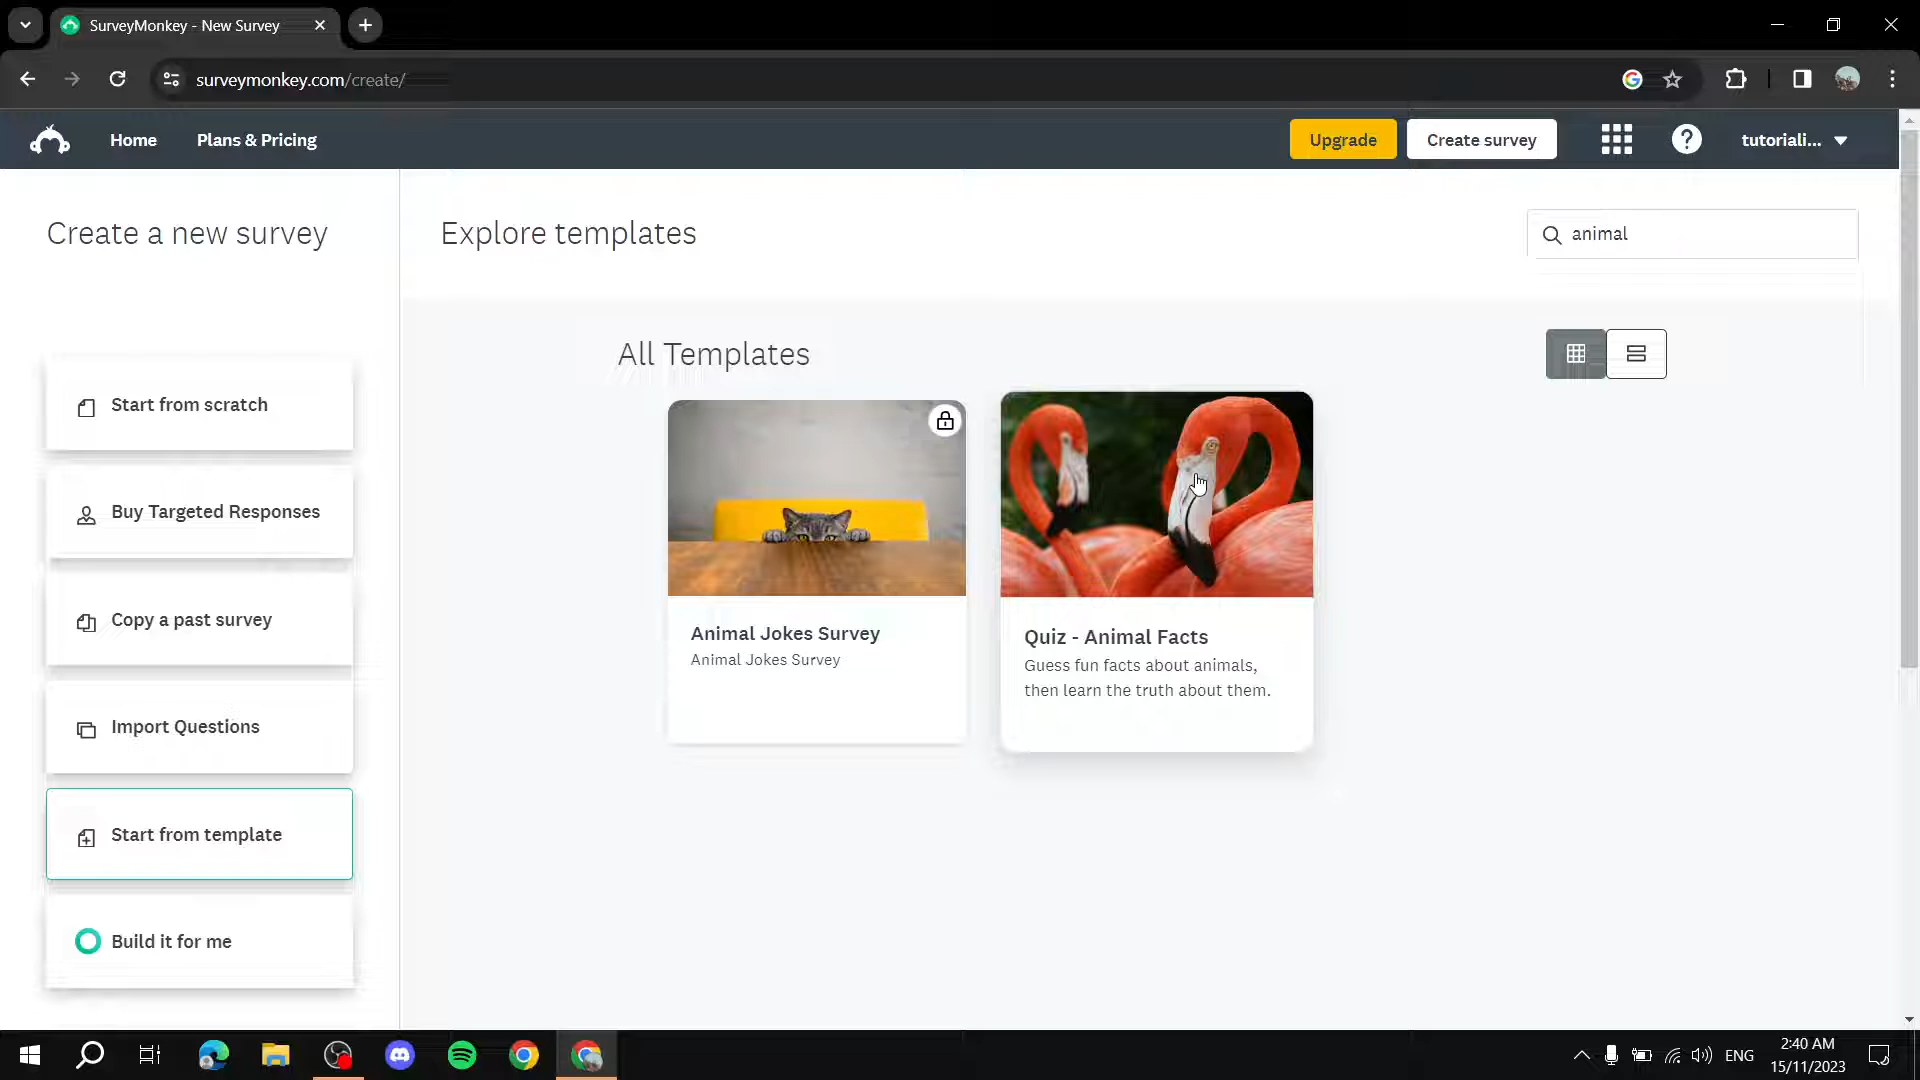 SurveyMonkey - New Survey
surveymonkey.com/create/
Home
Plans & Pricing
Upgrade
Create survey
tutoriali...
Create a new survey
Explore templates
animal
Start from scratch
Buy Targeted Responses
Copy a past survey
Import Questions
Start from template
Build it for me
All Templates
Animal Jokes Survey
Animal Jokes Survey
Quiz - Animal Facts
Guess fun facts about animals,
then learn the truth about them.
ENG
2:40 AM
15/11/2023